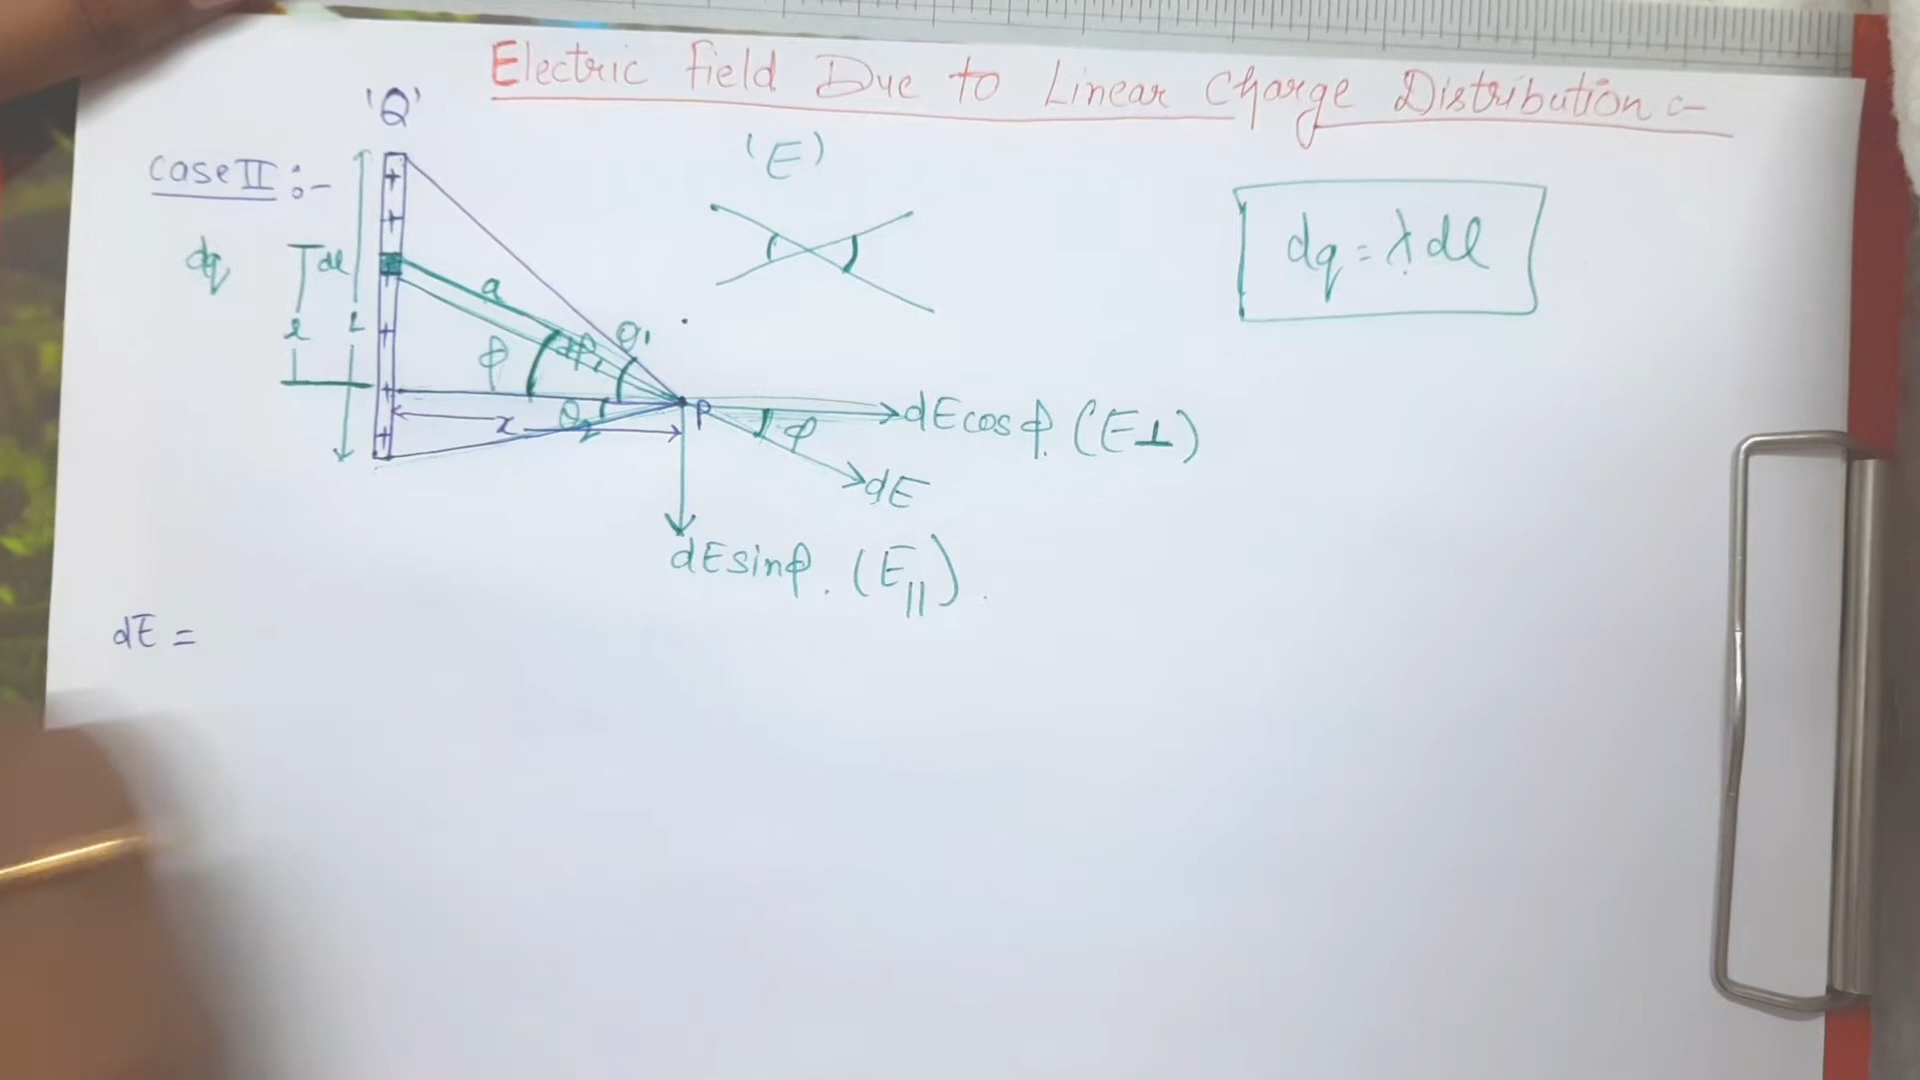 Electric field Due to Linear Charge Distribution :-
'Q'
Case II :-
(E)
dq = λ dl
dq
dl
a
l
L
θ₁
φ
dφ
θ₂
x
P
φ
dE cos φ. (E⊥)
dE
dE sin φ. (E||)
dE =